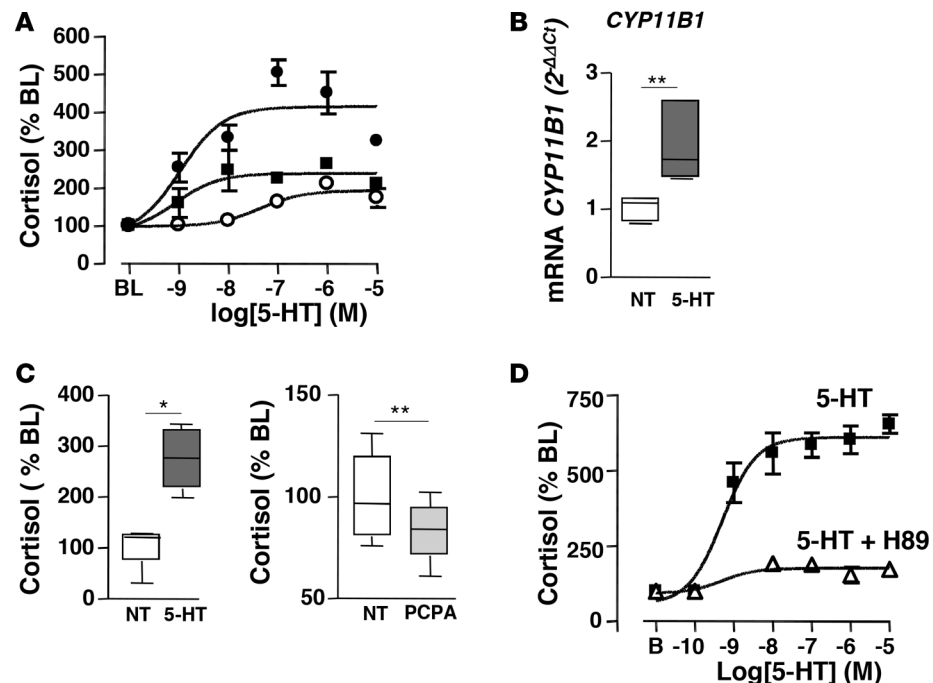 A
Cortisol (% BL)
600
500
400
300
200
100
0
BL -9 -8 -7 -6 -5
log[5-HT] (M)
B
CYP11B1
mRNA CYP11B1 (2-ΔΔCt)
3
2
1
0
**
NT 5-HT
C
Cortisol ( % BL)
400
300
200
100
0
*
NT 5-HT
Cortisol (% BL)
150
100
50
**
NT PCPA
D
Cortisol (% BL)
750
500
250
0
5-HT
5-HT + H89
B -10 -9 -8 -7 -6 -5
Log[5-HT] (M)